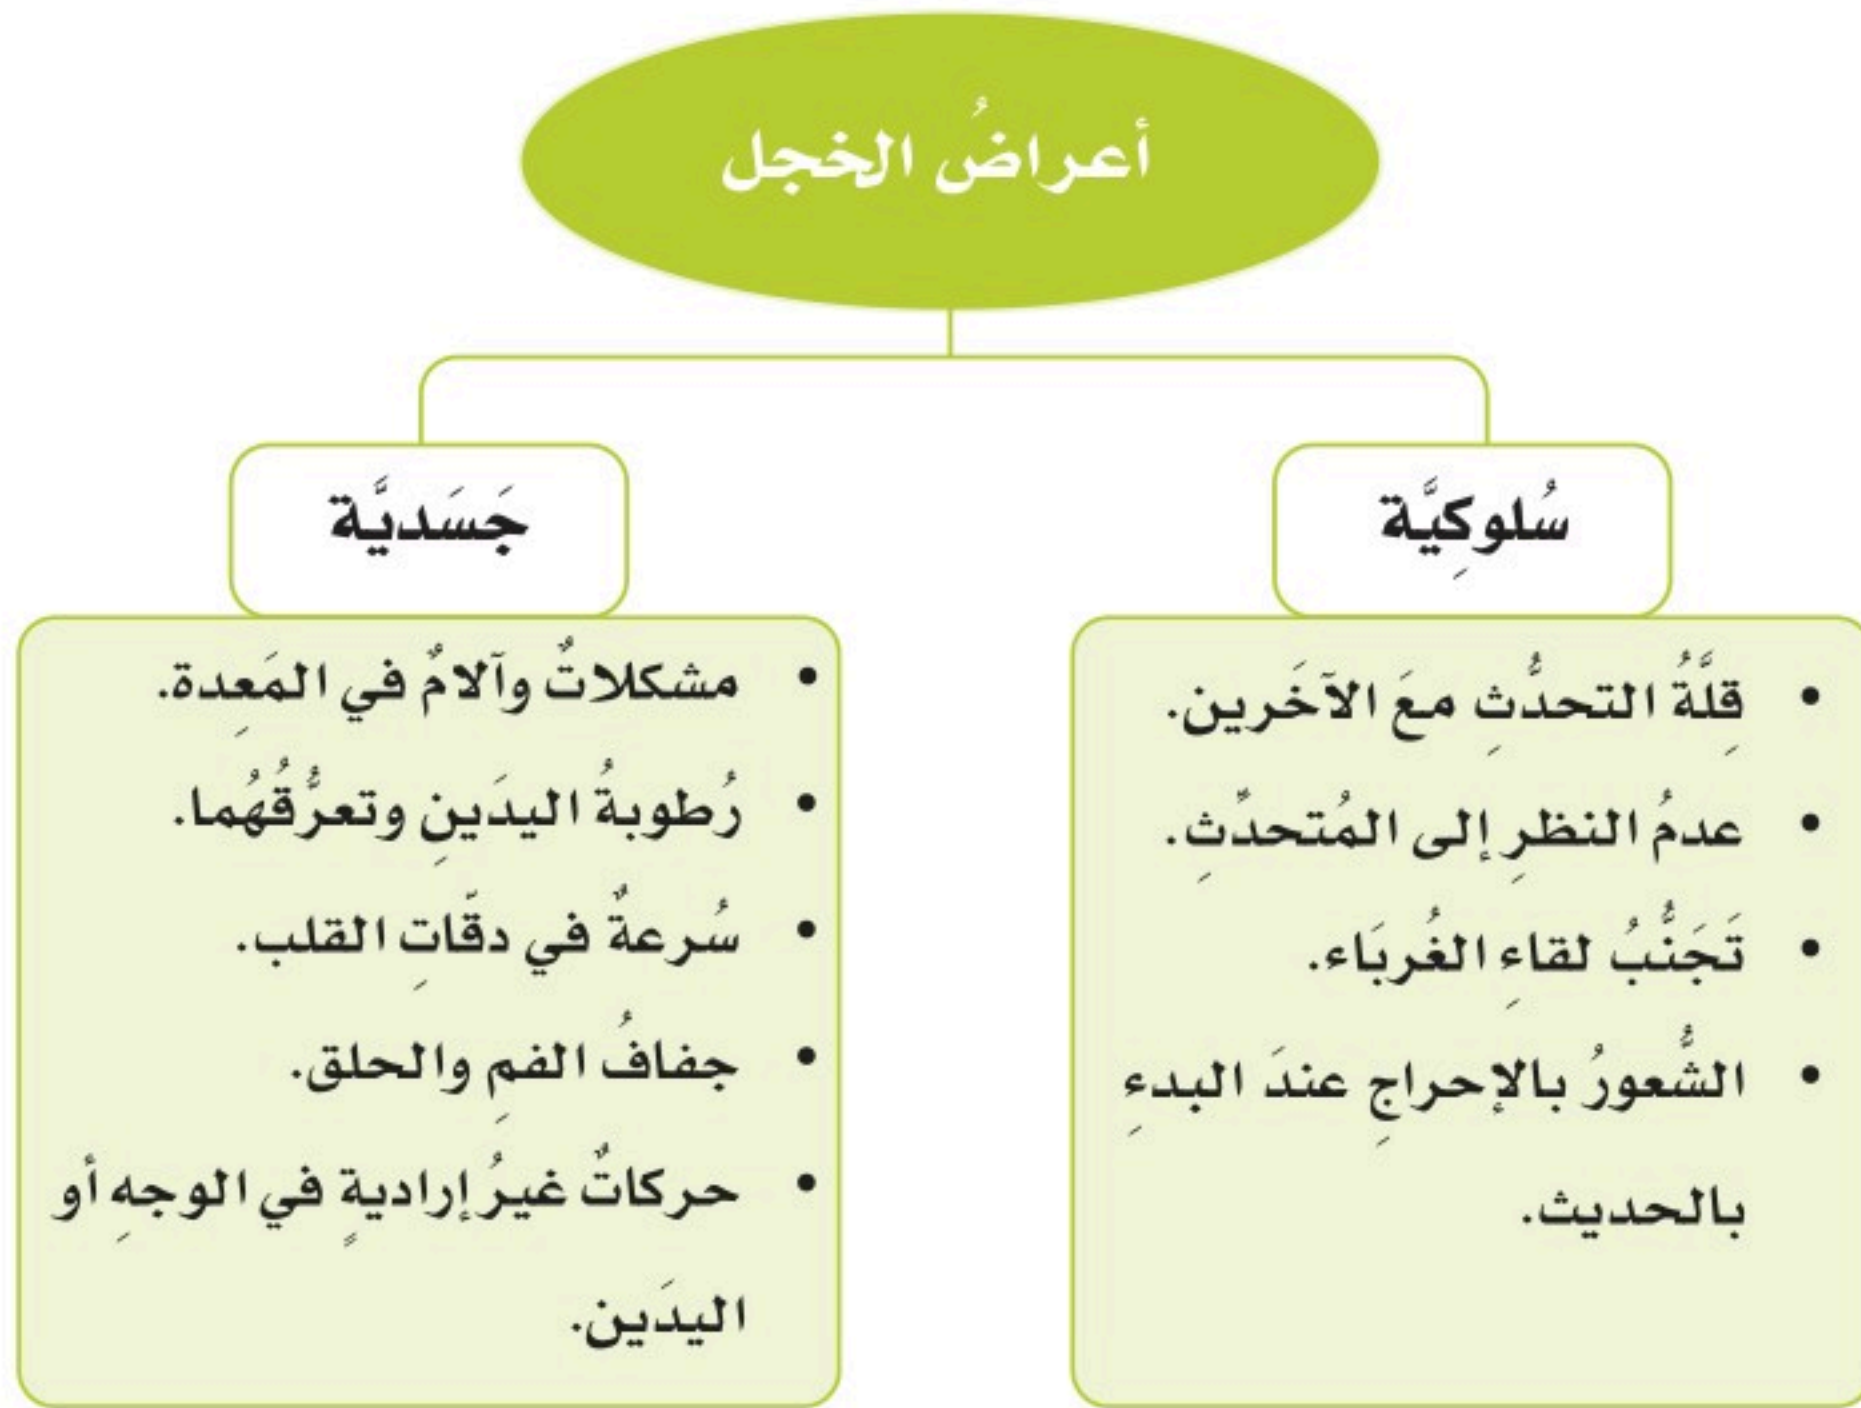 أعراضُ الخجل
سُلوكِيَّة
• قِلَّةُ التحدُّثِ معَ الآخَرين.
• عدمُ النظرِ إلى المُتحدِّثِ.
• تَجَنُّبُ لقاءِ الغُربَاء.
• الشُّعورُ بالإحراجِ عندَ البدءِ
بالحديث.
جَسَديَّة
• مشكلاتٌ وآلامٌ في المَعِدة.
• رُطوبةُ اليدَينِ وتعرُّقُهُما.
• سُرعةٌ في دقّاتِ القلب.
• جفافُ الفمِ والحلق.
• حركاتٌ غيرُ إراديةٍ في الوجهِ أو
اليدَين.